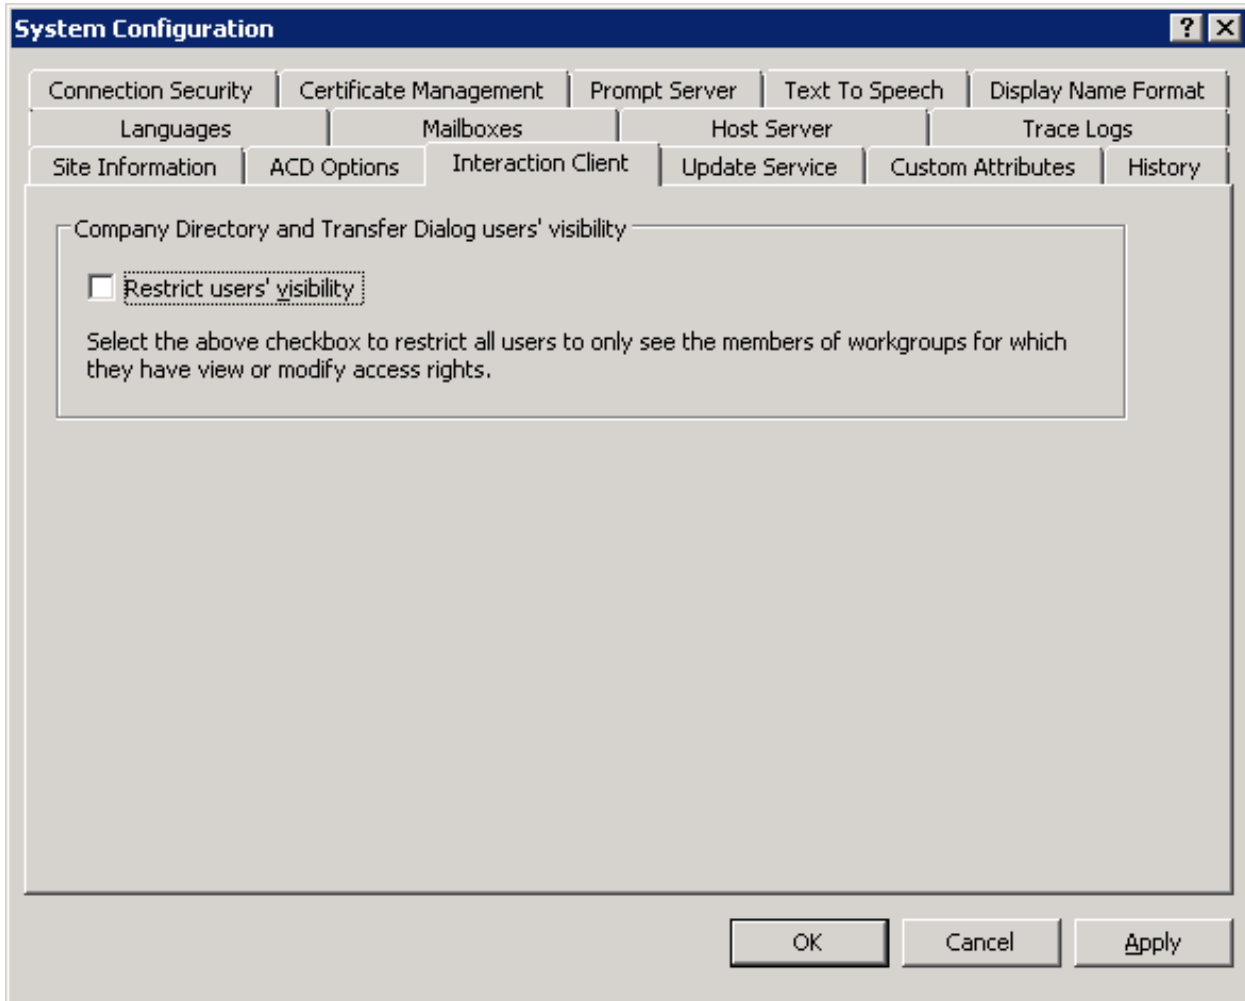 System Configuration
Connection Security Certificate Management Prompt Server Text To Speech Display Name Format
Languages Mailboxes Host Server Trace Logs
Site Information ACD Options Interaction Client Update Service Custom Attributes History
Company Directory and Transfer Dialog users' visibility
Restrict users' visibility
Select the above checkbox to restrict all users to only see the members of workgroups for which
they have view or modify access rights.
OK Cancel Apply